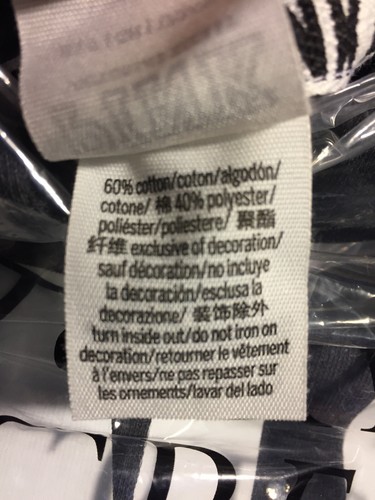 60% cotton/coton/algodón/
cotone/ 棉 40% polyester/
poliéster/poliestere/ 聚酯
纤维 exclusive of decoration/
sauf décoration/no incluye
la decoración/esclusa la
decorazione/ 装饰除外
turn inside out/do not iron on
decoration/retourner le vêtement
à l'envers/ne pas repasser sur
les ornements/lavar del lado